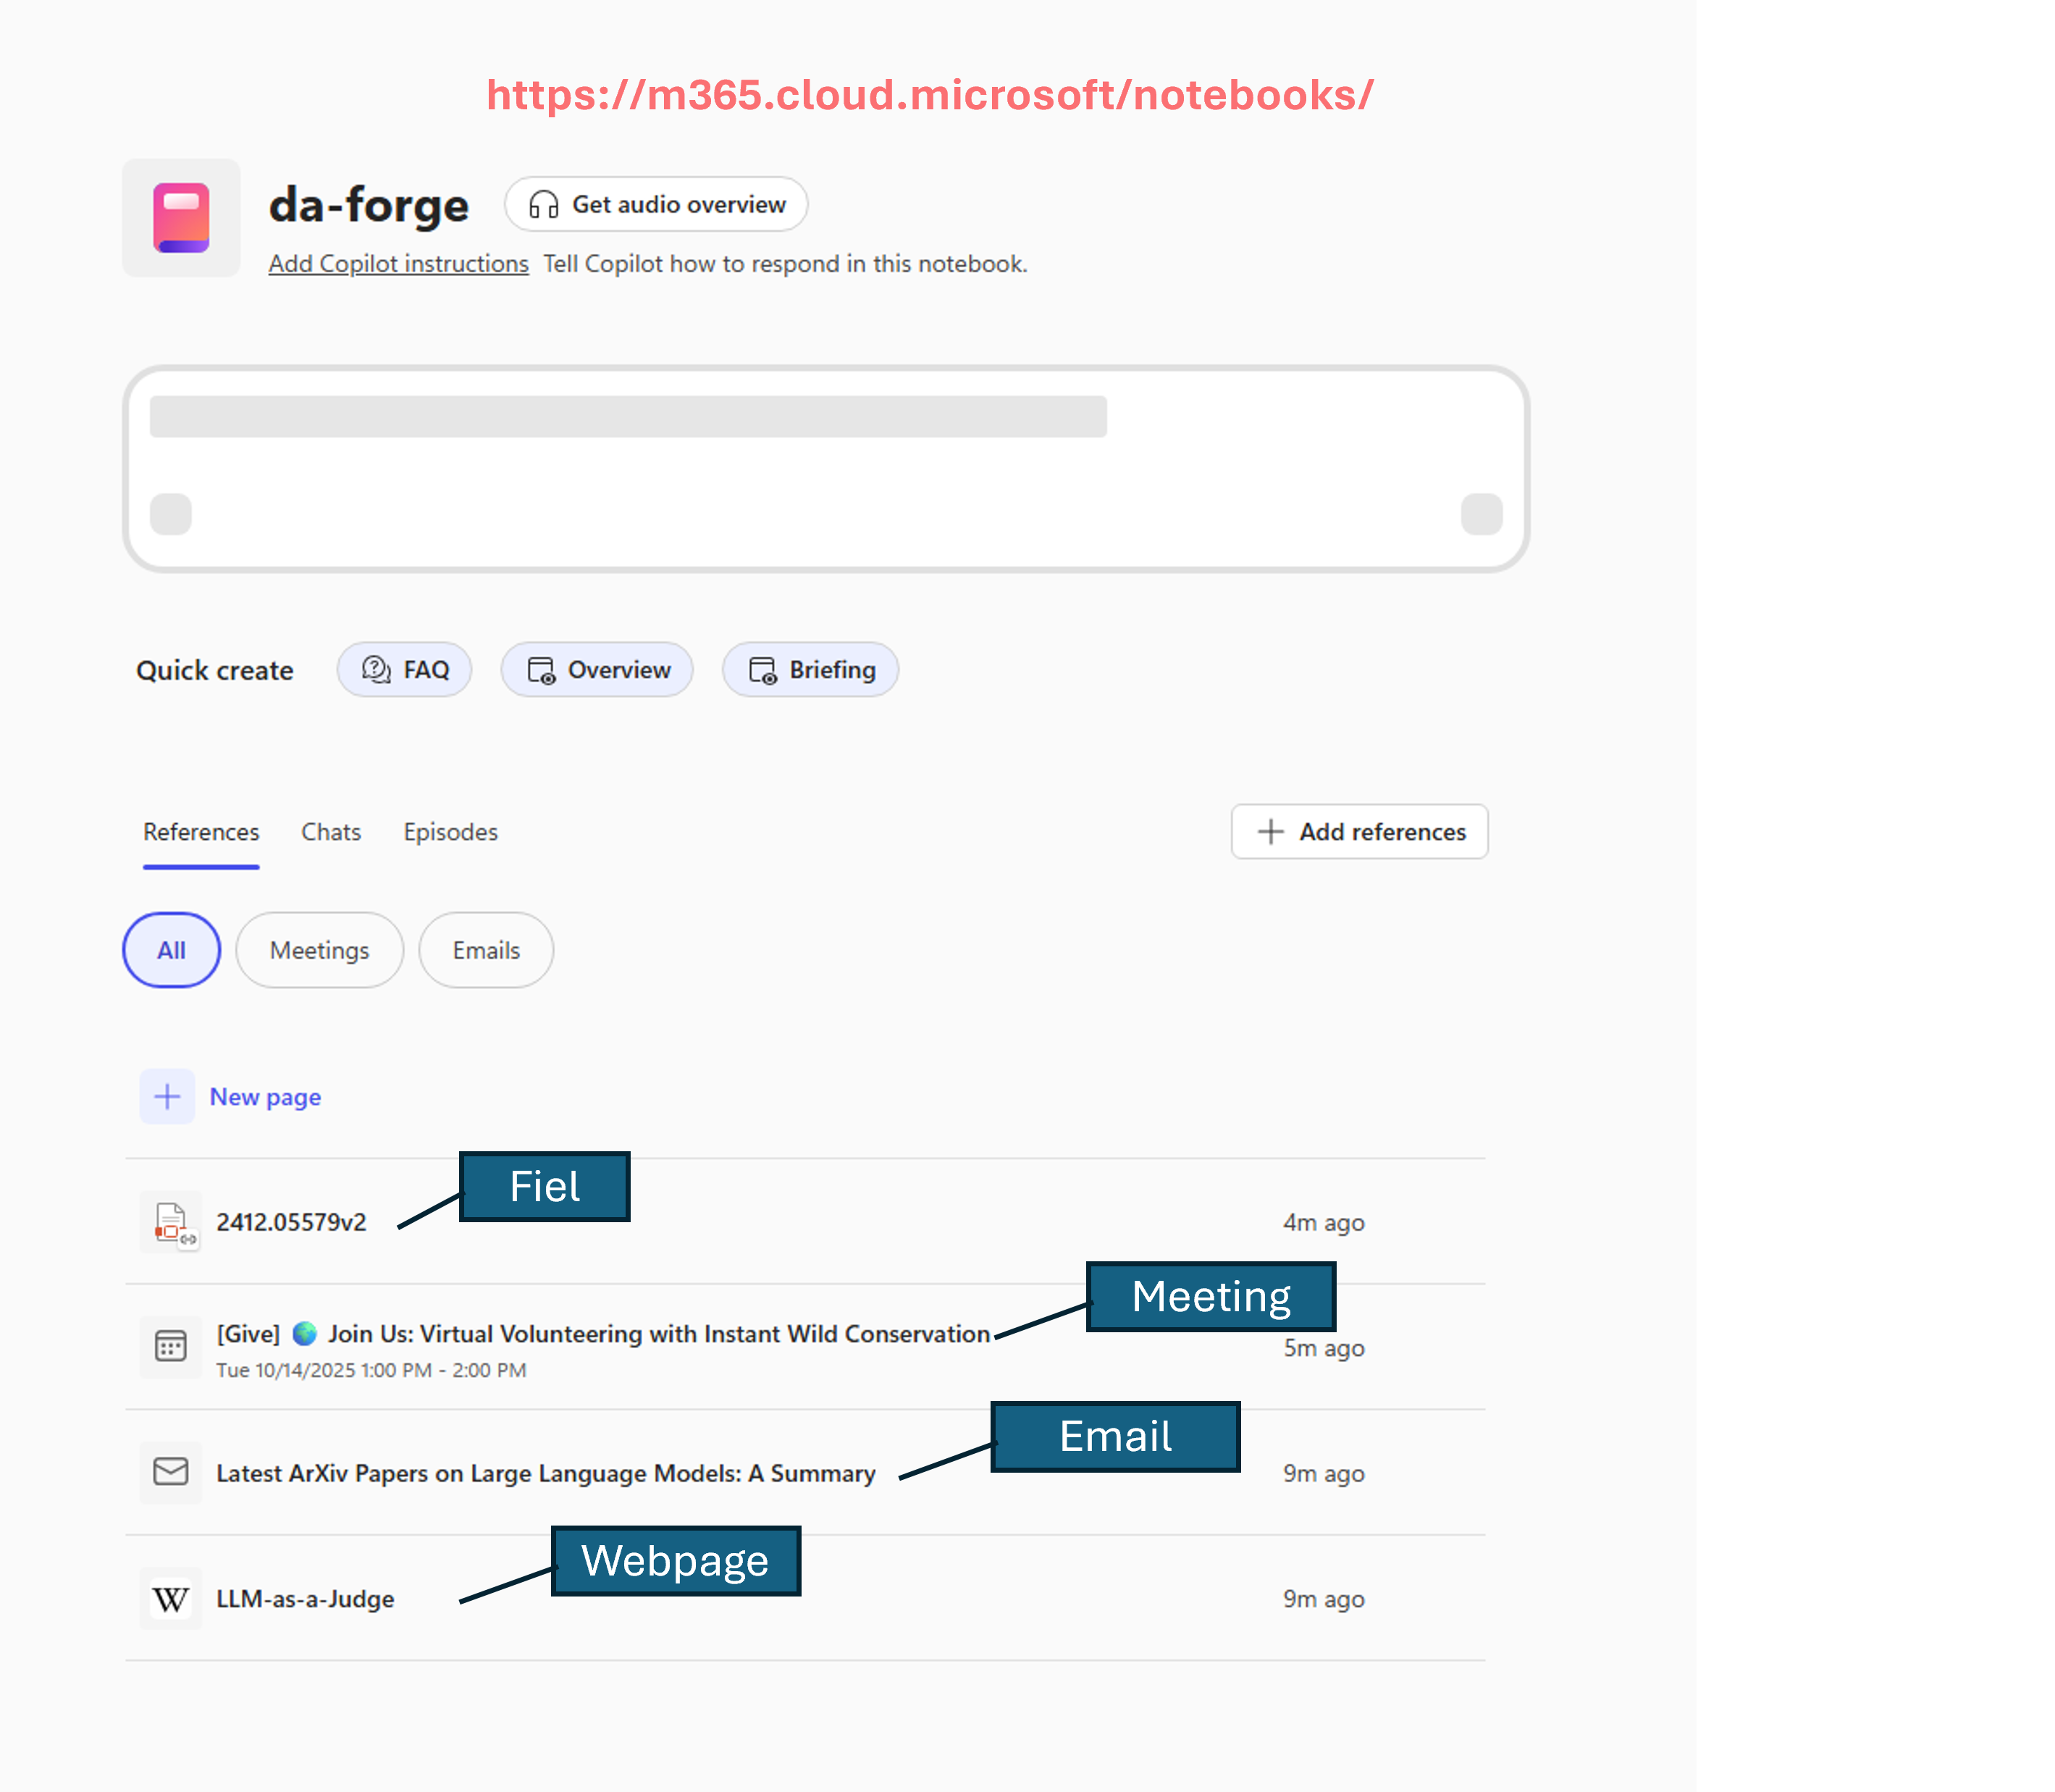 https://m365.cloud.microsoft/notebooks/
da-forge
Get audio overview
Add Copilot instructions Tell Copilot how to respond in this notebook.
Quick create
FAQ
Overview
Briefing
References
Chats
Episodes
Add references
All
Meetings
Emails
New page
Fiel
2412.05579v2
4m ago
Meeting
[Give] 🌍 Join Us: Virtual Volunteering with Instant Wild Conservation
Tue 10/14/2025 1:00 PM - 2:00 PM
5m ago
Email
Latest ArXiv Papers on Large Language Models: A Summary
9m ago
Webpage
W
LLM-as-a-Judge
9m ago